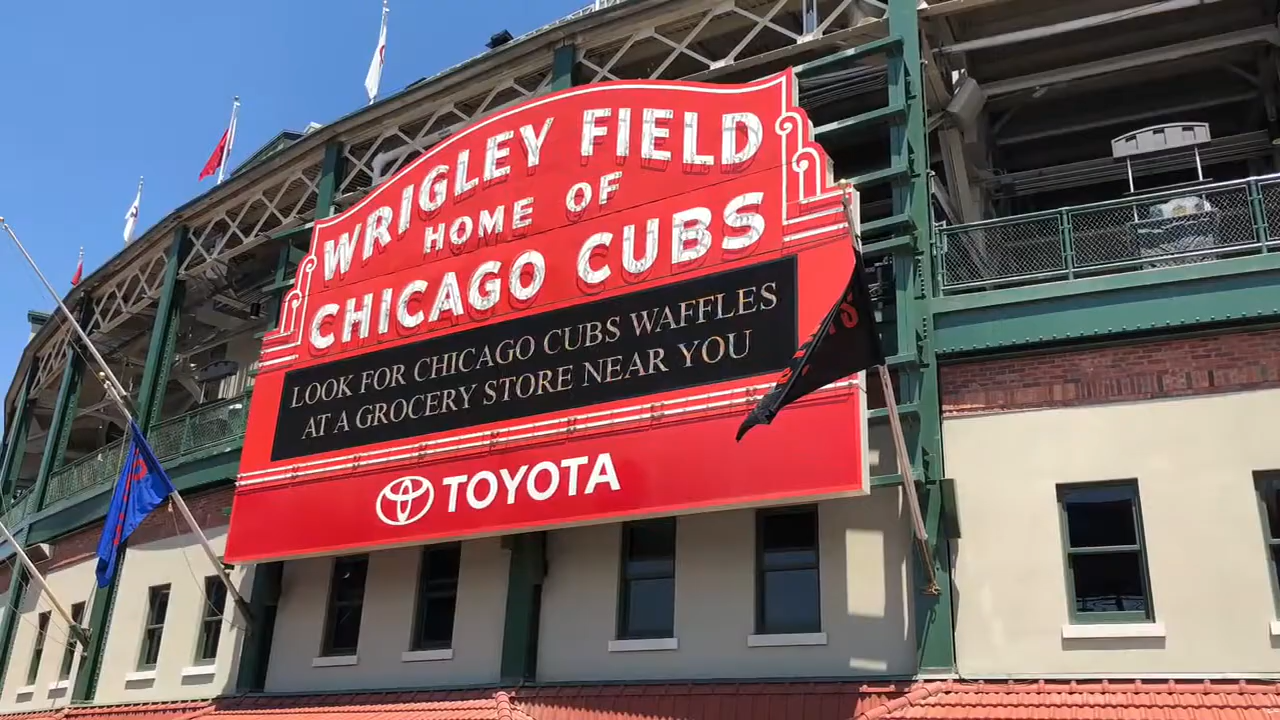 WRIGLEY FIELD
HOME OF
CHICAGO CUBS
LOOK FOR CHICAGO CUBS WAFFLES
AT A GROCERY STORE NEAR YOU
TOYOTA